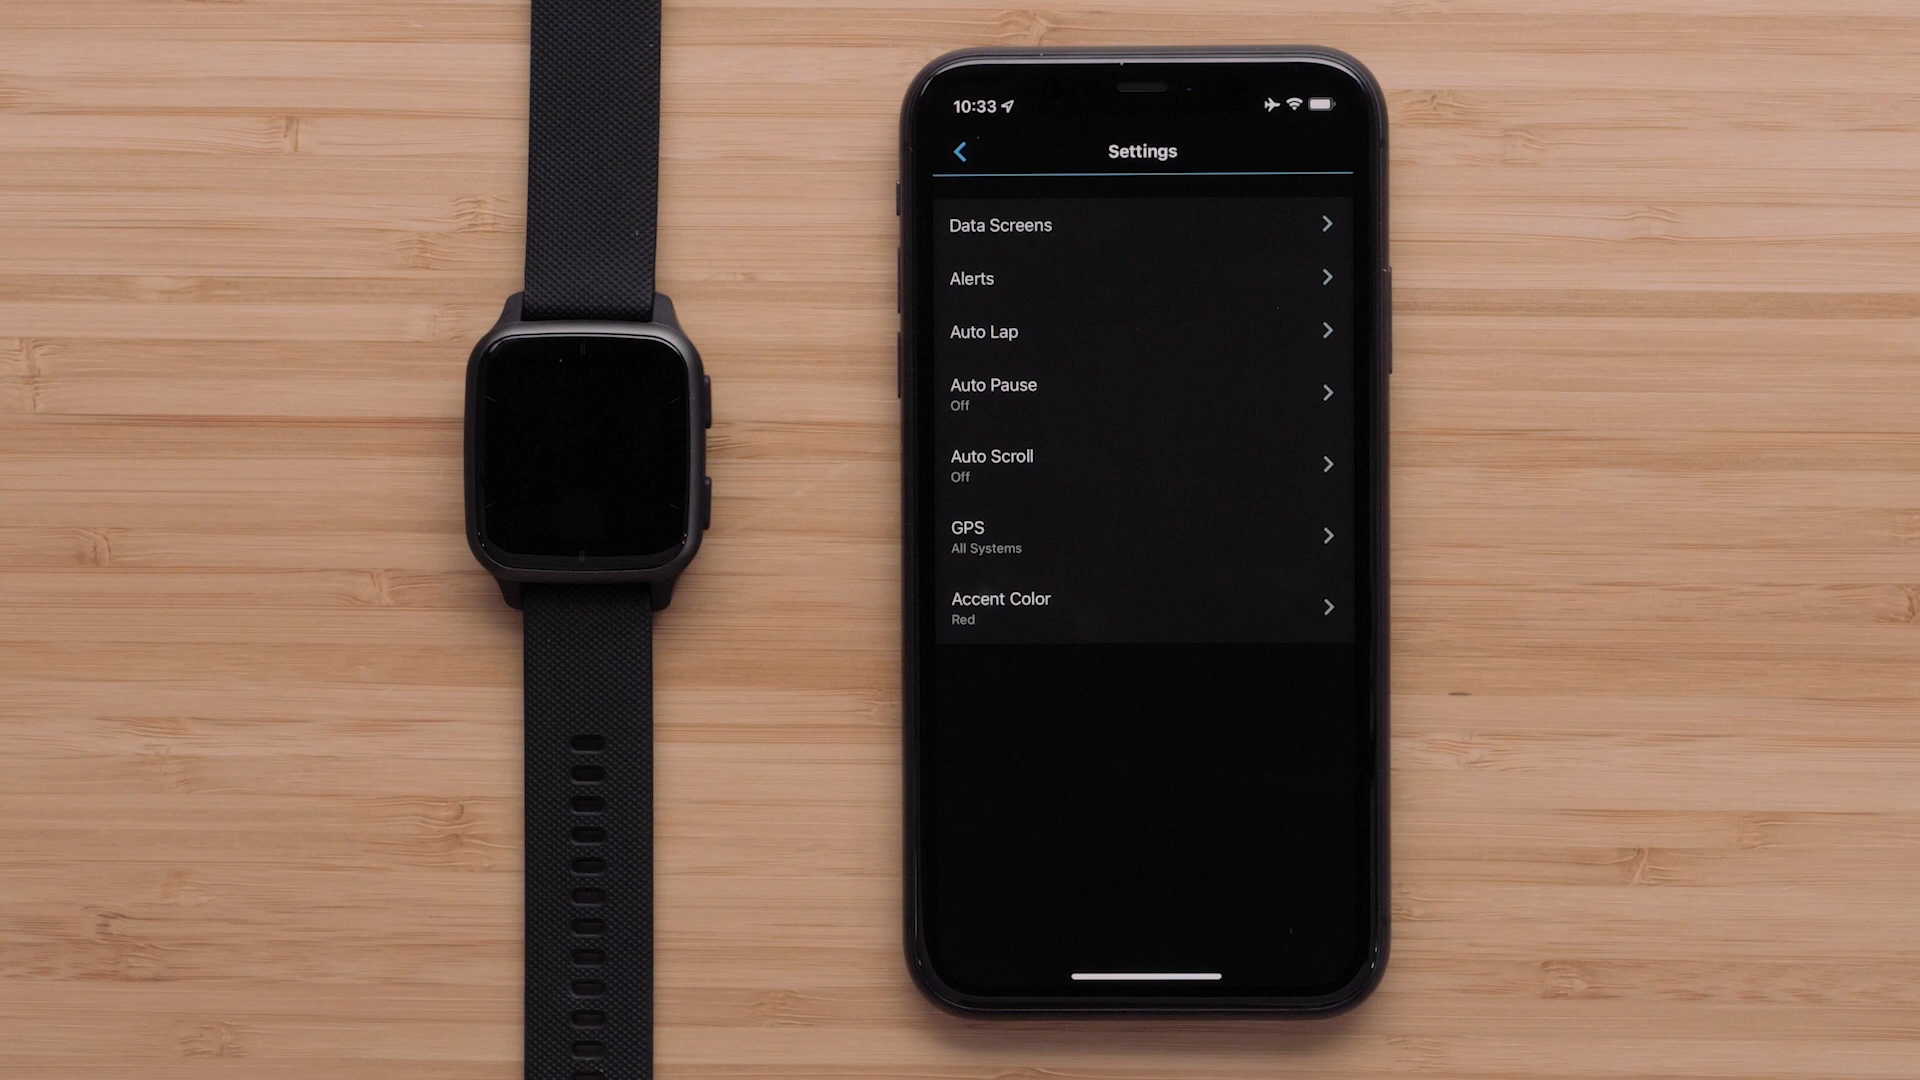 10:33
Settings
Data Screens
Alerts
Auto Lap
Auto Pause
Off
Auto Scroll
Off
GPS
All Systems
Accent Color
Red